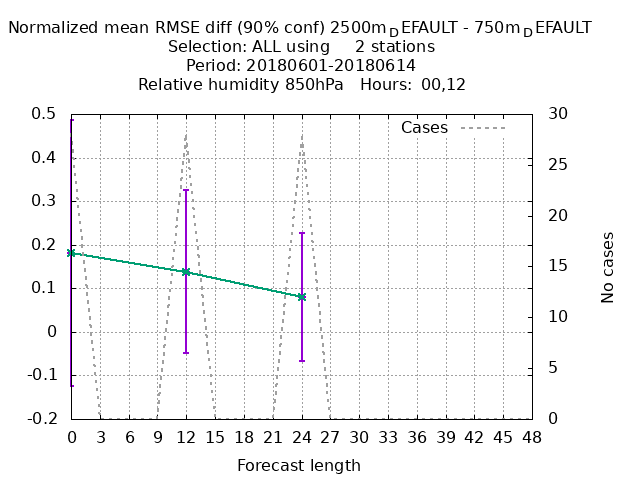 Normalized mean RMSE diff (90% conf) 2500mDEFAULT - 750mDEFAULT
Selection: ALL using 2 stations
Period: 20180601-20180614
Relative humidity 850hPa Hours: 00,12
Cases
0.5
0.4
0.3
0.2
0.1
0
-0.1
-0.2
30
25
20
15
10
5
0
No cases
0 3 6 9 12 15 18 21 24 27 30 33 36 39 42 45 48
Forecast length